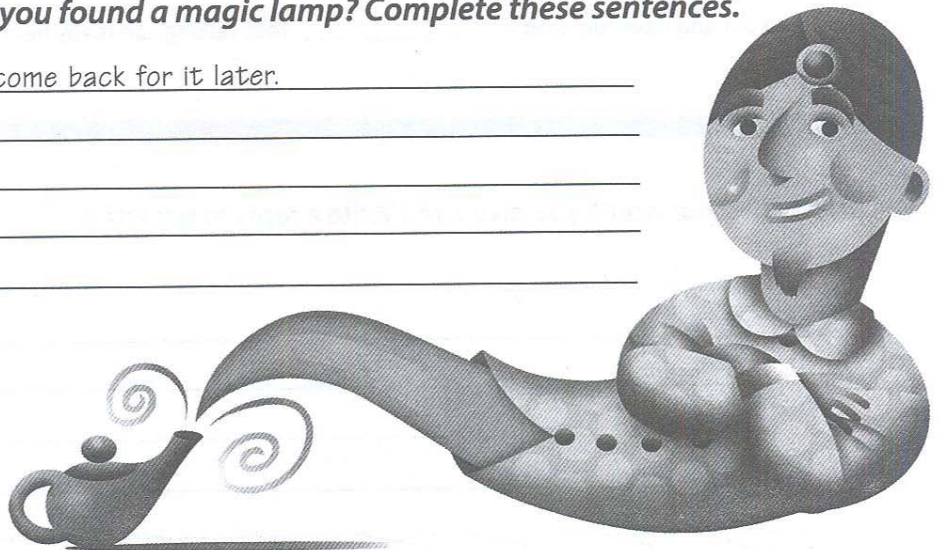 you found a magic lamp? Complete these sentences.
come back for it later.